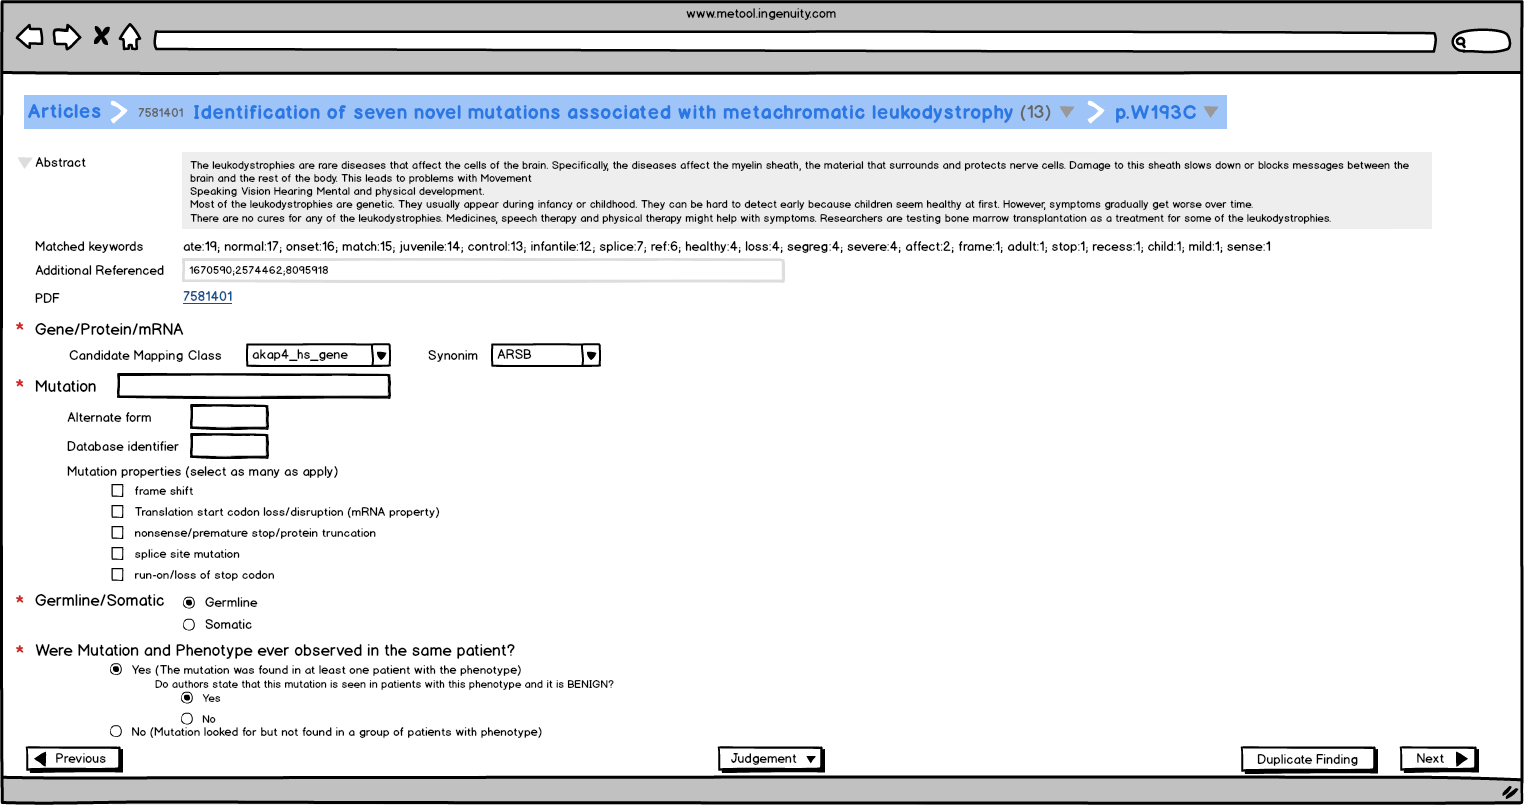 www.metool.ingenuity.com
Articles 7581401 Identification of seven novel mutations associated with metachromatic leukodystrophy (13) p.W193C
Abstract
The leukodystrophies are rare diseases that affect the cells of the brain. Specifically, the diseases affect the myelin sheath, the material that surrounds and protects nerve cells. Damage to this sheath slows down or blocks messages between the
brain and the rest of the body. This leads to problems with Movement
Speaking Vision Hearing Mental and physical development.
Most of the leukodystrophies are genetic. They usually appear during infancy or childhood. They can be hard to detect early because children seem healthy at first. However, symptoms gradually get worse over time.
There are no cures for any of the leukodystrophies. Medicines, speech therapy and physical therapy might help with symptoms. Researchers are testing bone marrow transplantation as a treatment for some of the leukodystrophies.
Matched keywords ate:19; normal:17; onset:16; match:15; juvenile:14; control:13; infantile:12; splice:7; ref:6; healthy:4; loss:4; segreg:4; severe:4; affect:2; frame:1; adult:1; stop:1; recess:1; child:1; mild:1; sense:1
Additional Referenced 1670590;2574462;8095918
PDF 7581401
* Gene/Protein/mRNA
Candidate Mapping Class akap4_hs_gene Synonim ARSB
* Mutation
Alternate form
Database identifier
Mutation properties (select as many as apply)
frame shift
Translation start codon loss/disruption (mRNA property)
nonsense/premature stop/protein truncation
splice site mutation
run-on/loss of stop codon
* Germline/Somatic Germline
Somatic
* Were Mutation and Phenotype ever observed in the same patient?
Yes (The mutation was found in at least one patient with the phenotype)
Do authors state that this mutation is seen in patients with this phenotype and it is BENIGN?
Yes
No
No (Mutation looked for but not found in a group of patients with phenotype)
Previous Judgement Duplicate Finding Next